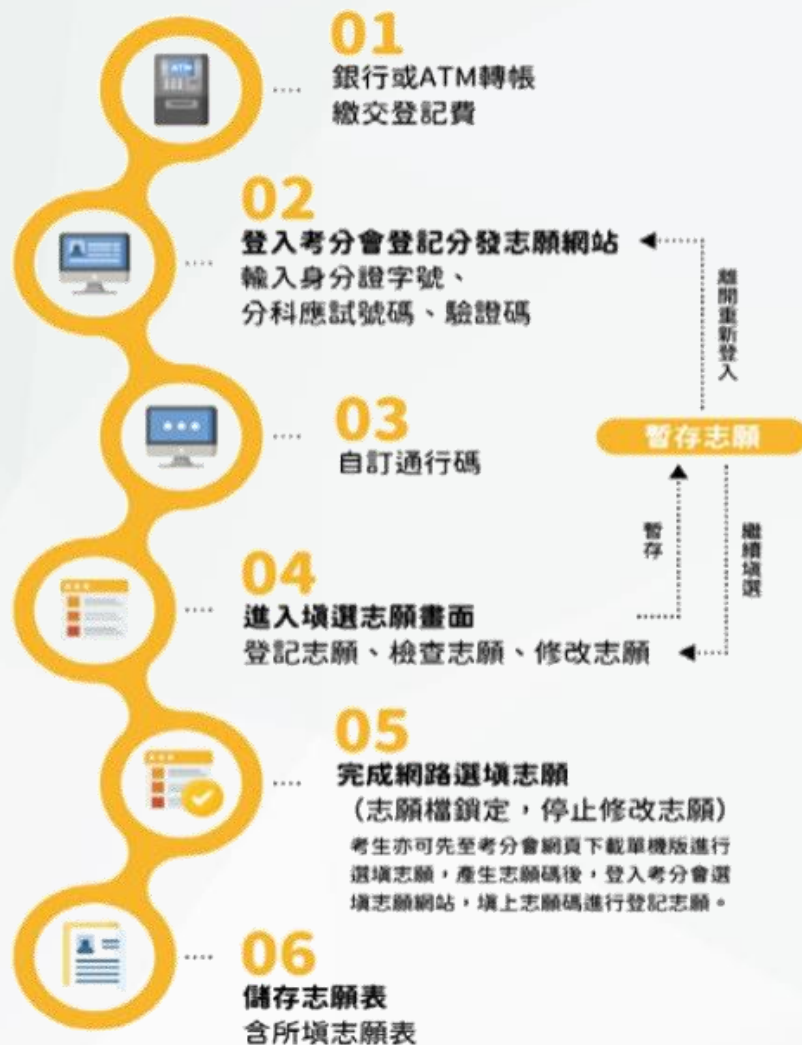 01
銀行或ATM轉帳
繳交登記費
ATM
02
登入考分會登記分發志願網站
輸入身分證字號、
分科應試號碼、驗證碼
離開重新登入
03
自訂通行碼
暫存志願
暫存
繼續填選
04
進入填選志願畫面
登記志願、檢查志願、修改志願
05
完成網路選填志願
（志願檔鎖定，停止修改志願）
考生亦可先至考分會網頁下載單機版進行
選填志願，產生志願碼後，登入考分會選
填志願網站，填上志願碼進行登記志願。
06
儲存志願表
含所填志願表